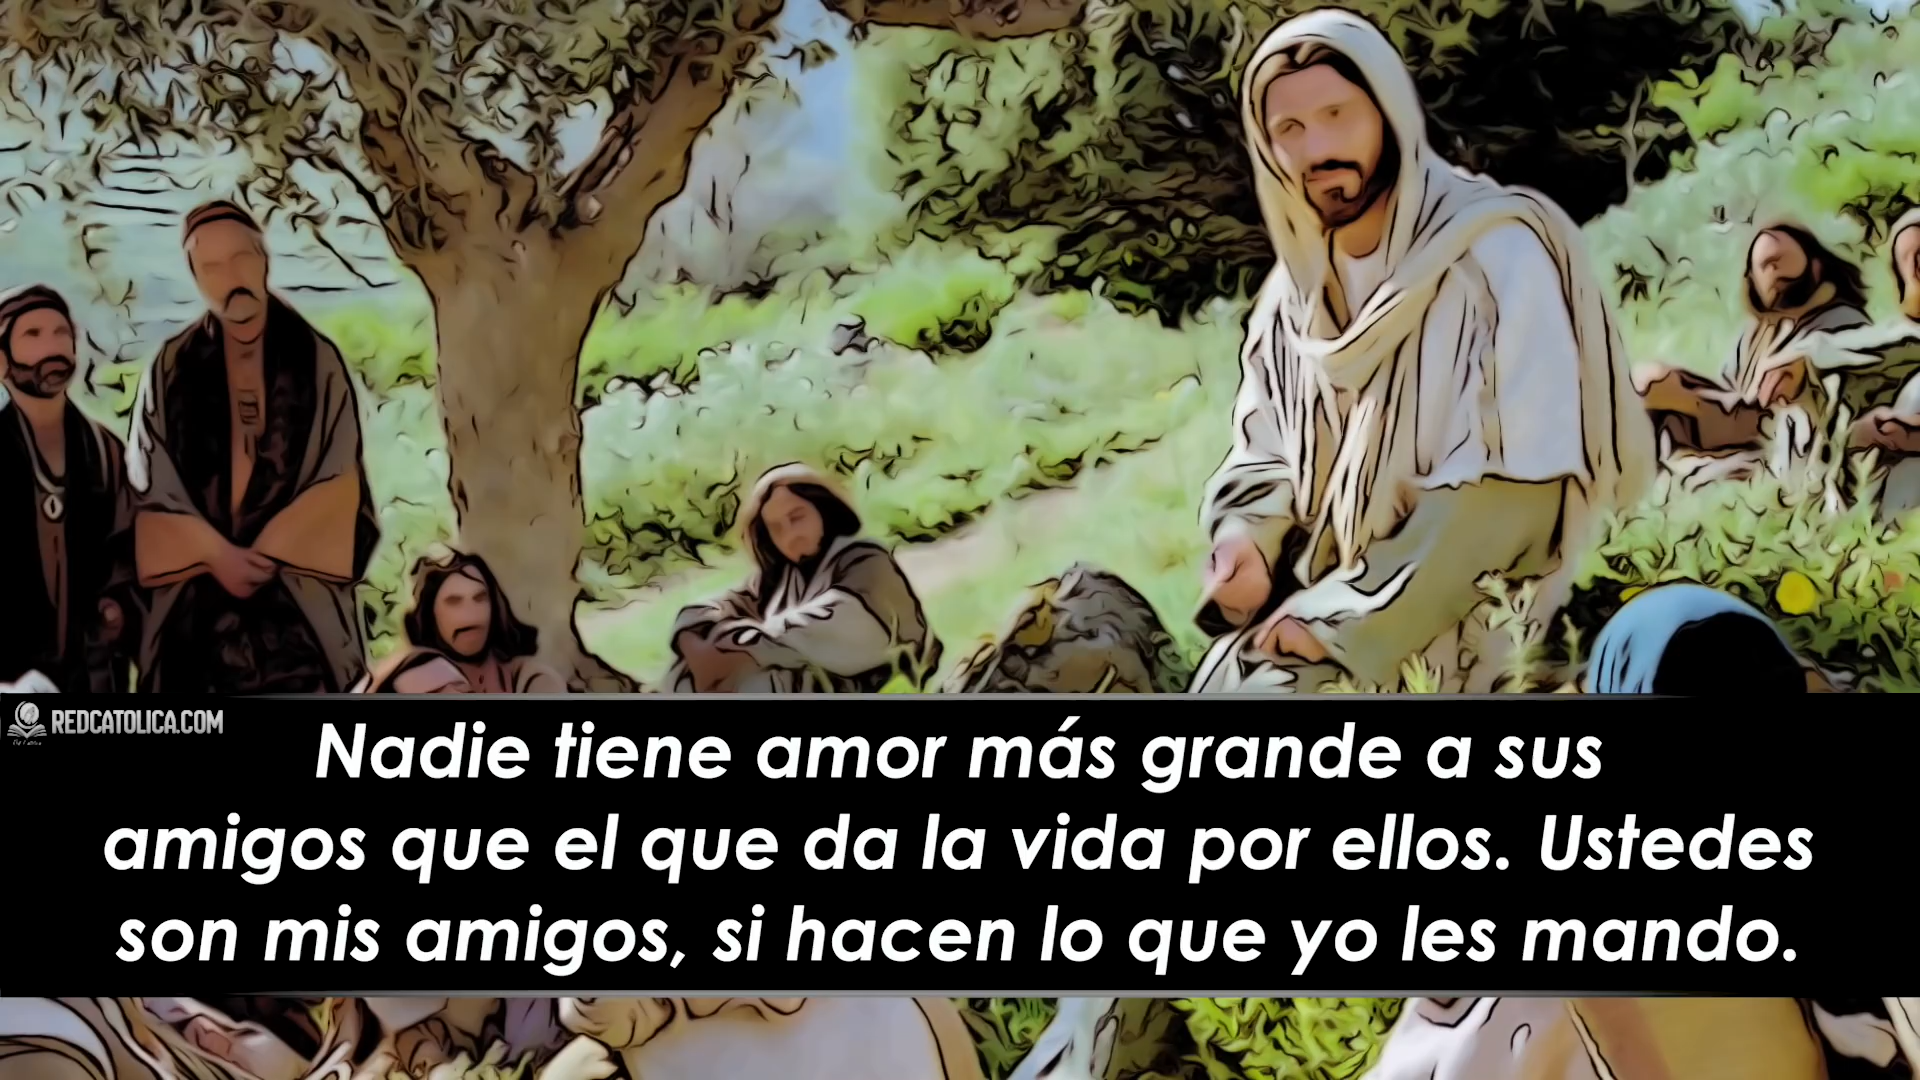 REDCATOLICA.COM
Nadie tiene amor más grande a sus
amigos que el que da la vida por ellos. Ustedes
son mis amigos, si hacen lo que yo les mando.